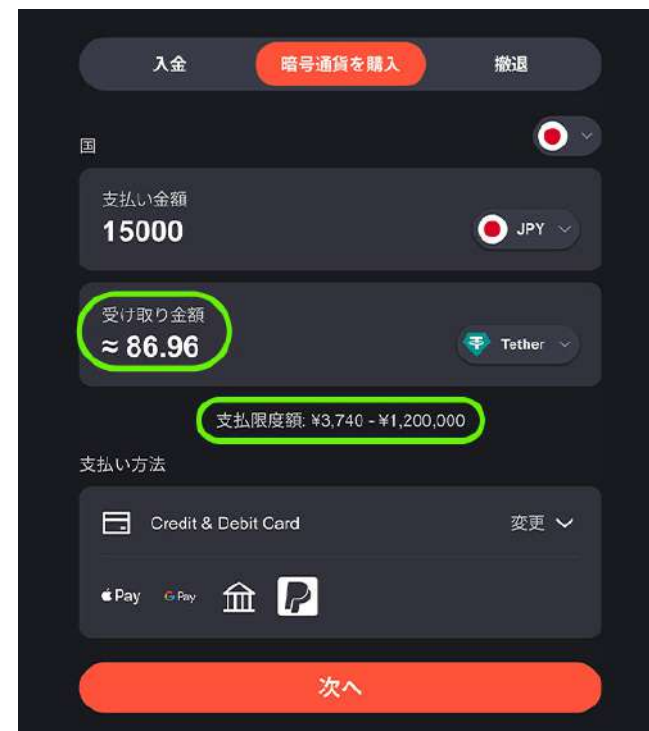 入金 暗号通貨を購入 撤退
国
支払い金額
15000 JPY
受け取り金額
≈ 86.96 Tether
支払限度額: ¥3,740 - ¥1,200,000
支払い方法
Credit & Debit Card 変更
Pay G Pay
次へ